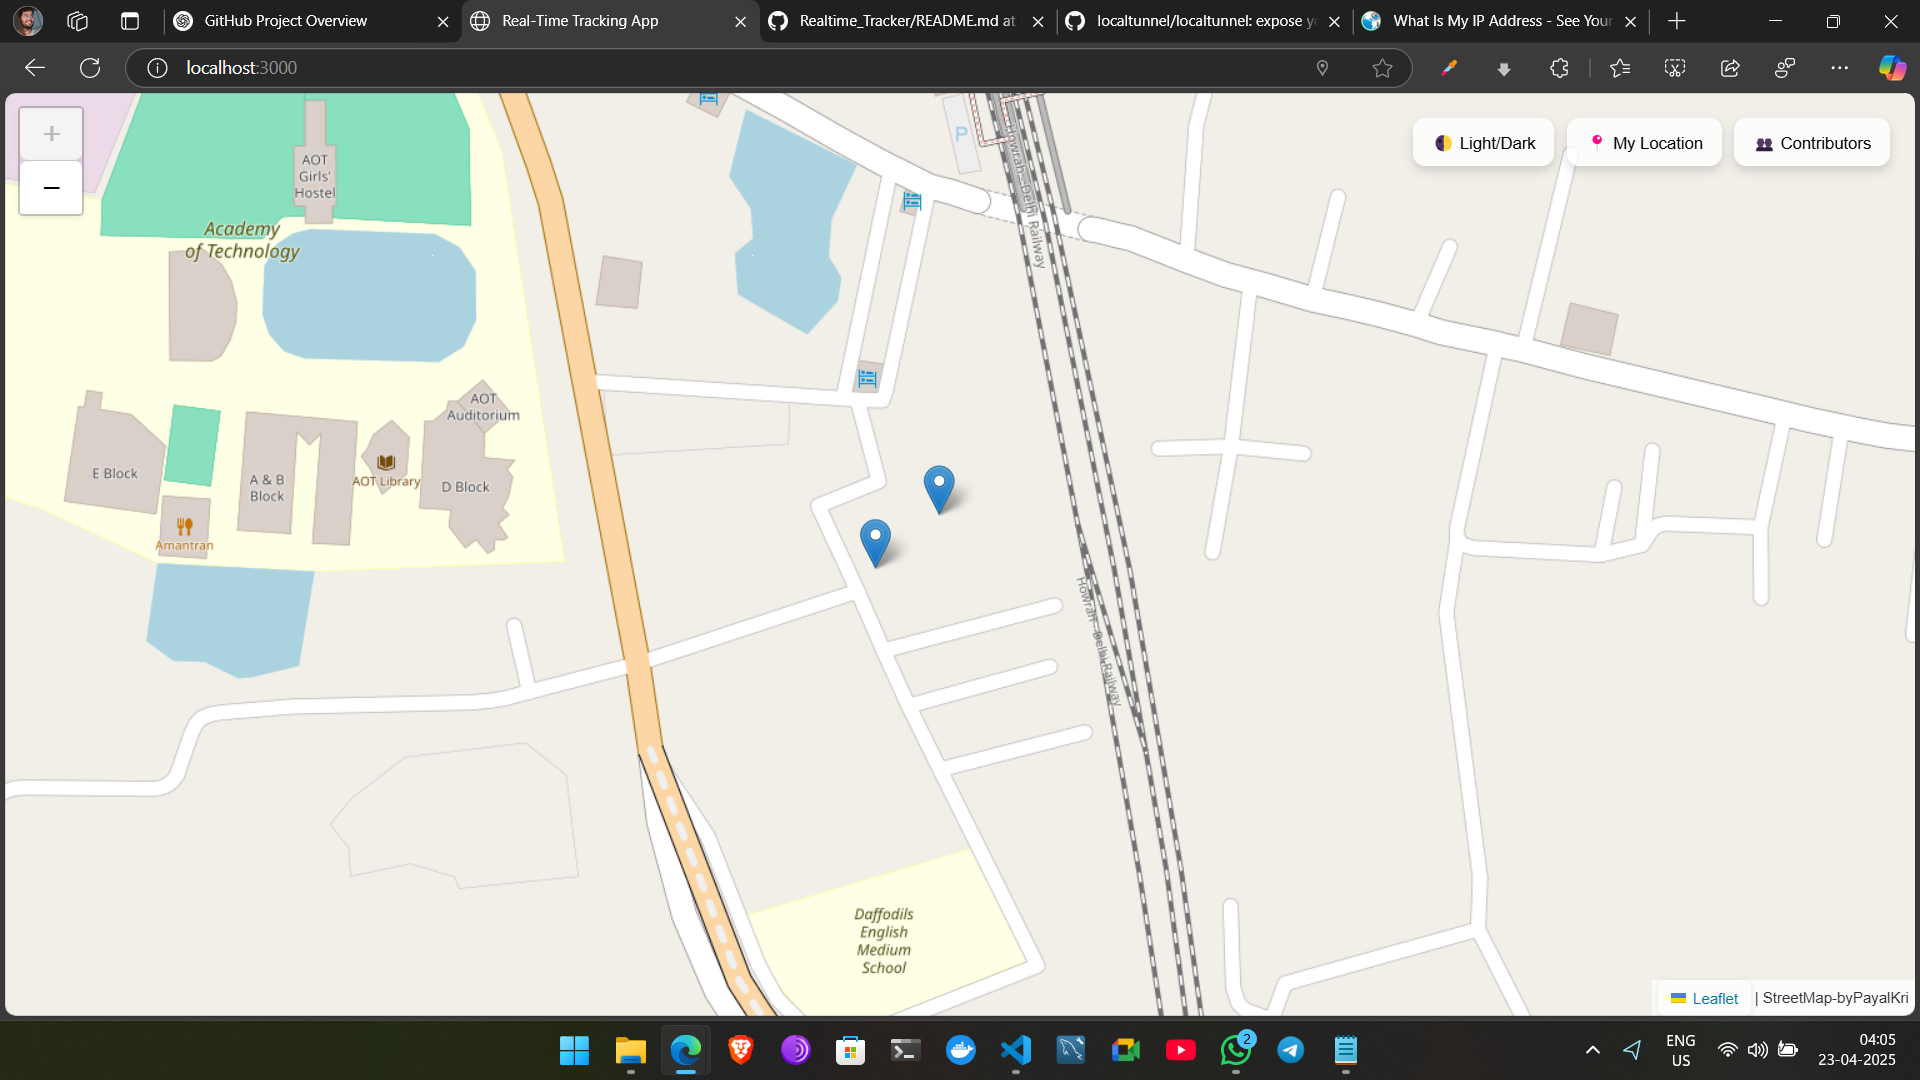 GitHub Project Overview
Real-Time Tracking App
Realtime_Tracker/README.md at
localtunnel/localtunnel: expose y
What Is My IP Address - See Your
localhost:3000
+
−
Light/Dark
My Location
Contributors
P
AOT
Girls'
Hostel
Academy
of Technology
Howrah - Delhi Railway
AOT
Auditorium
E Block
A & B
Block
AOT Library
D Block
Amantran
Howrah - Delhi Railway
Daffodils
English
Medium
School
Leaflet | StreetMap-byPayalKri
2
ENG
US
04:05
23-04-2025